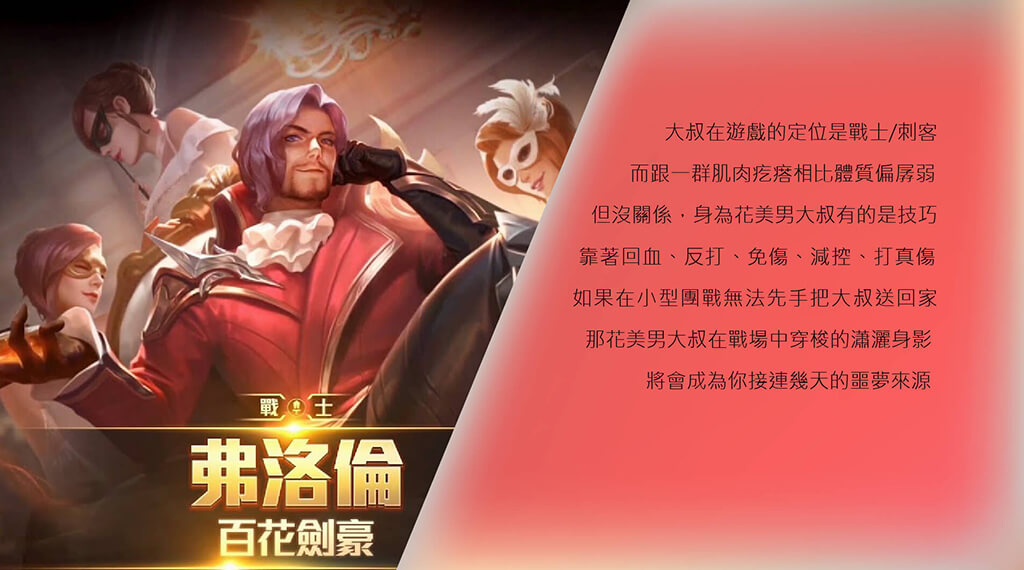 大叔在遊戲的定位是戰士/刺客
而跟一群肌肉疙瘩相比體質偏孱弱
但沒關係，身為花美男大叔有的是技巧
靠著回血、反打、免傷、減控、打真傷
如果在小型團戰無法先手把大叔送回家
那花美男大叔在戰場中穿梭的瀟灑身影
將會成為你接連幾天的噩夢來源
戰士
弗洛倫
百花劍豪